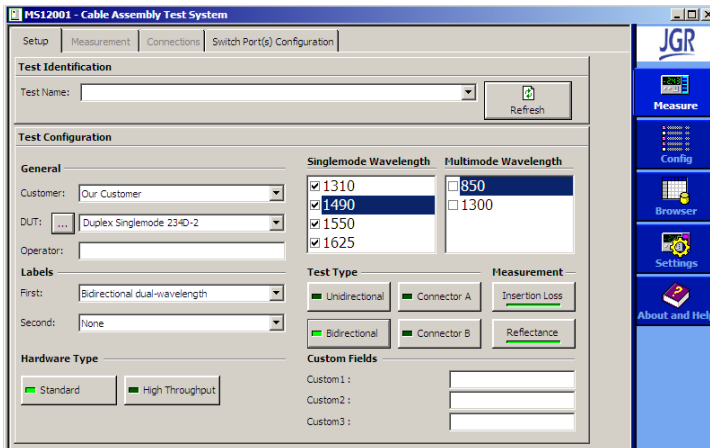 MS12001 - Cable Assembly Test System
Setup Measurement Connections Switch Port(s) Configuration
JGR
Test Identification
Test Name:
Refresh
Measure
Test Configuration
General
Customer: Our Customer
DUT: ... Duplex Singlemode 234D-2
Operator:
Singlemode Wavelength
1310
1490
1550
1625
Multimode Wavelength
850
1300
Config
Browser
Settings
About and Help
Labels
First: Bidirectional dual-wavelength
Second: None
Test Type
Unidirectional Connector A
Bidirectional Connector B
Measurement
Insertion Loss
Reflectance
Hardware Type
Standard High Throughput
Custom Fields
Custom1 :
Custom2 :
Custom3 :